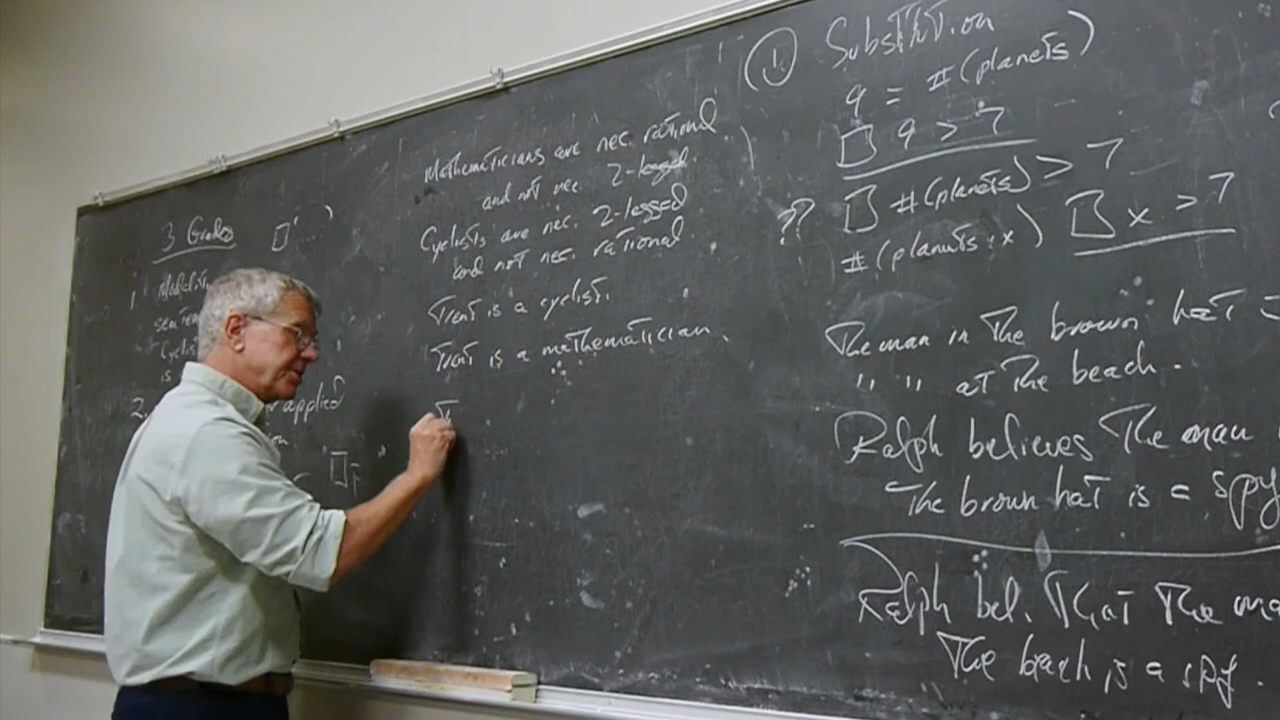 3 Grades □' )
1
2. applied
'□F'
Mathematicians are nec. rational
and not nec. 2-legged.
Cyclists are nec. 2-legged
and not nec. rational.
Trent is a cyclist.
Trent is a mathematician.
T
① Substitution
9 = #(planets)
□ 9 > 7
?? □ #(planets) > 7
#(planets : x) □ x > 7
The man in The brown hat =
" " at The beach.
Ralph believes The man
The brown hat is a spy
Ralph bel. That The
The beach is a spy.